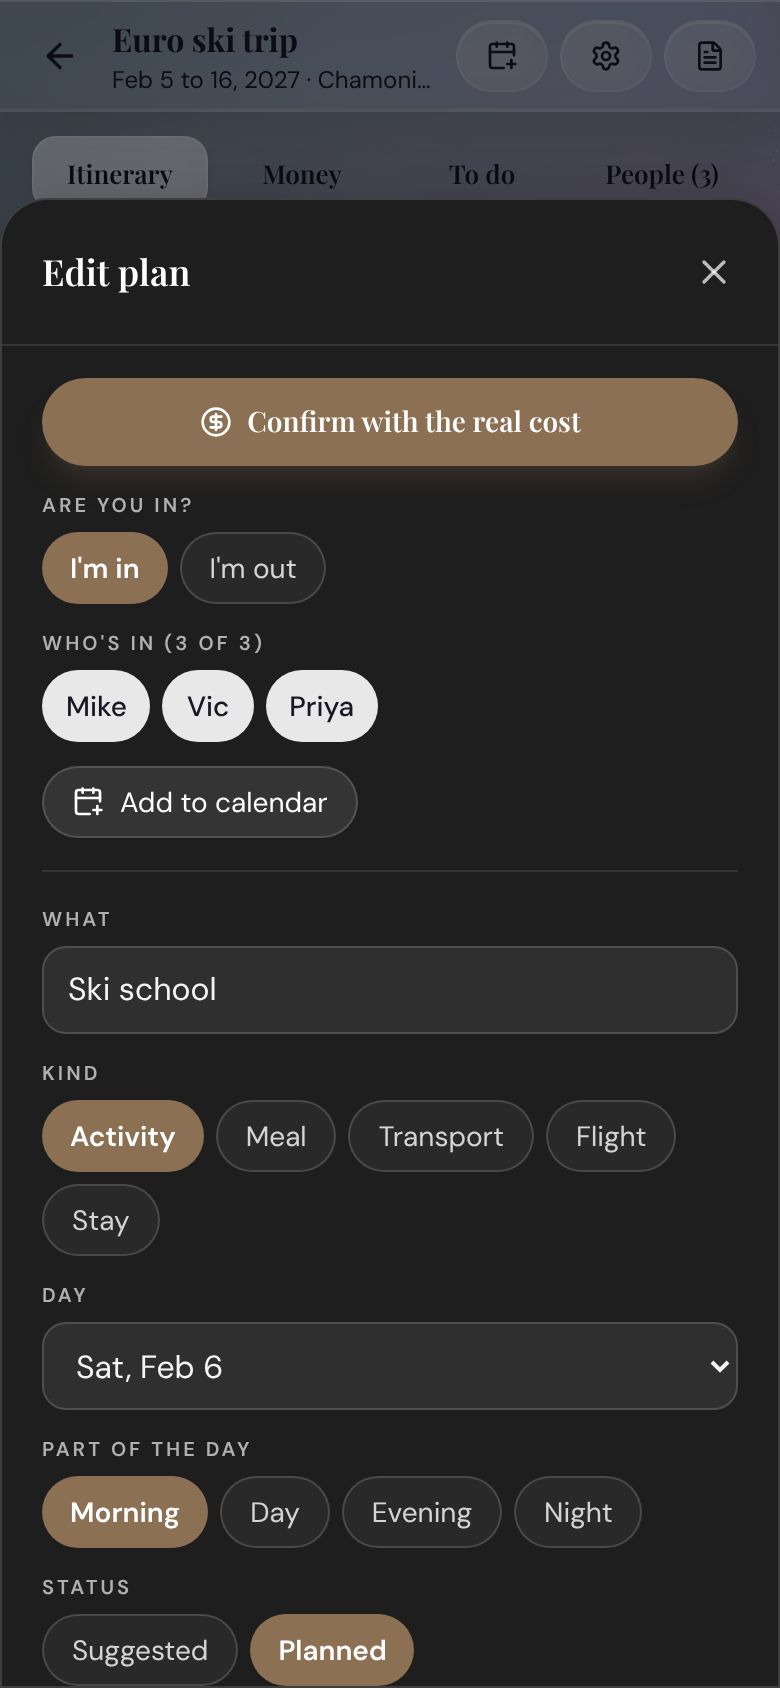 Euro ski trip
Feb 5 to 16, 2027 · Chamoni...
Itinerary
Money
To do
People (3)
Edit plan
Confirm with the real cost
ARE YOU IN?
I'm in
I'm out
WHO'S IN (3 OF 3)
Mike
Vic
Priya
Add to calendar
WHAT
Ski school
KIND
Activity
Meal
Transport
Flight
Stay
DAY
Sat, Feb 6
PART OF THE DAY
Morning
Day
Evening
Night
STATUS
Suggested
Planned